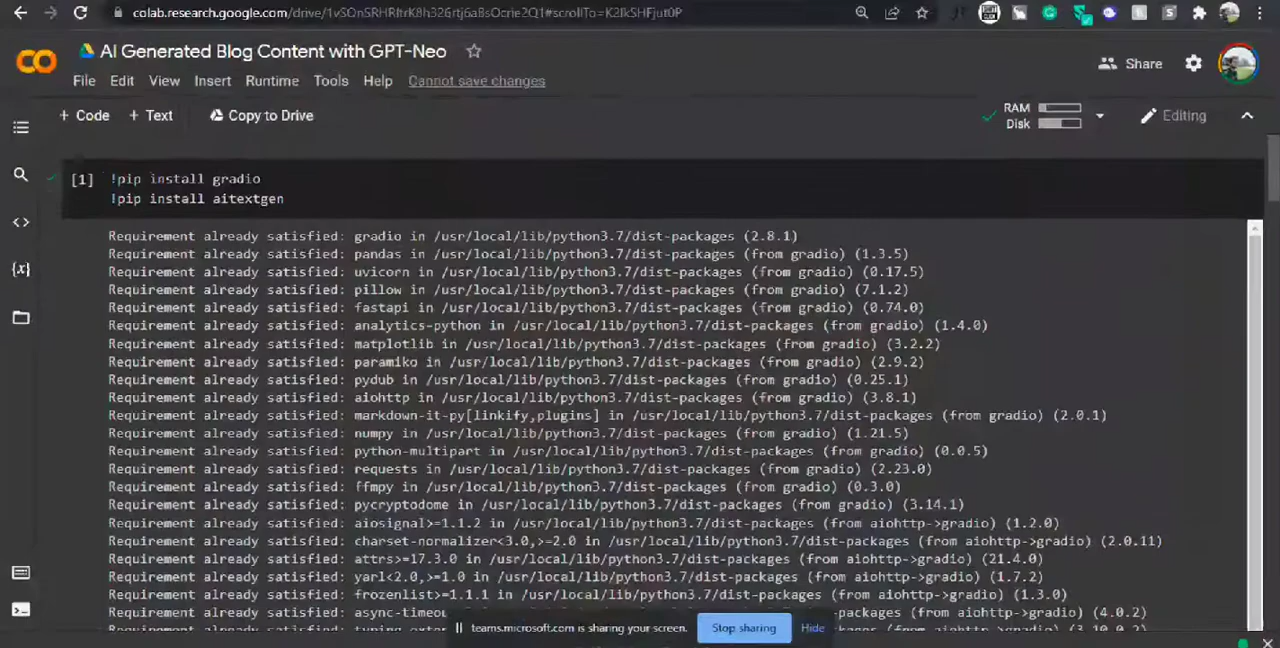 colab.research.google.com
AI Generated Blog Content with GPT-Neo
File Edit View Insert Runtime Tools Help Cannot save changes
Share
+ Code + Text Copy to Drive
RAM
Disk
Editing
[1] !pip install gradio
!pip install aitextgen
Requirement already satisfied: gradio in /usr/local/lib/python3.7/dist-packages (2.8.1)
Requirement already satisfied: pandas in /usr/local/lib/python3.7/dist-packages (from gradio) (1.3.5)
Requirement already satisfied: uvicorn in /usr/local/lib/python3.7/dist-packages (from gradio) (0.17.5)
Requirement already satisfied: pillow in /usr/local/lib/python3.7/dist-packages (from gradio) (7.1.2)
Requirement already satisfied: fastapi in /usr/local/lib/python3.7/dist-packages (from gradio) (0.74.0)
Requirement already satisfied: analytics-python in /usr/local/lib/python3.7/dist-packages (from gradio) (1.4.0)
Requirement already satisfied: matplotlib in /usr/local/lib/python3.7/dist-packages (from gradio) (3.2.2)
Requirement already satisfied: paramiko in /usr/local/lib/python3.7/dist-packages (from gradio) (2.9.2)
Requirement already satisfied: pydub in /usr/local/lib/python3.7/dist-packages (from gradio) (0.25.1)
Requirement already satisfied: aiohttp in /usr/local/lib/python3.7/dist-packages (from gradio) (3.8.1)
Requirement already satisfied: markdown-it-py[linkify,plugins] in /usr/local/lib/python3.7/dist-packages (from gradio) (2.0.1)
Requirement already satisfied: numpy in /usr/local/lib/python3.7/dist-packages (from gradio) (1.21.5)
Requirement already satisfied: python-multipart in /usr/local/lib/python3.7/dist-packages (from gradio) (0.0.5)
Requirement already satisfied: requests in /usr/local/lib/python3.7/dist-packages (from gradio) (2.23.0)
Requirement already satisfied: ffmpy in /usr/local/lib/python3.7/dist-packages (from gradio) (0.3.0)
Requirement already satisfied: pycryptodome in /usr/local/lib/python3.7/dist-packages (from gradio) (3.14.1)
Requirement already satisfied: aiosignal>=1.1.2 in /usr/local/lib/python3.7/dist-packages (from aiohttp->gradio) (1.2.0)
Requirement already satisfied: charset-normalizer<3.0,>=2.0 in /usr/local/lib/python3.7/dist-packages (from aiohttp->gradio) (2.0.11)
Requirement already satisfied: attrs>=17.3.0 in /usr/local/lib/python3.7/dist-packages (from aiohttp->gradio) (21.4.0)
Requirement already satisfied: yarl<2.0,>=1.0 in /usr/local/lib/python3.7/dist-packages (from aiohttp->gradio) (1.7.2)
Requirement already satisfied: frozenlist>=1.1.1 in /usr/local/lib/python3.7/dist-packages (from aiohttp->gradio) (1.3.0)
Requirement already satisfied: async-timeou /dist-packages (from aiohttp->gradio) (4.0.2)
teams.microsoft.com is sharing your screen. Stop sharing Hide